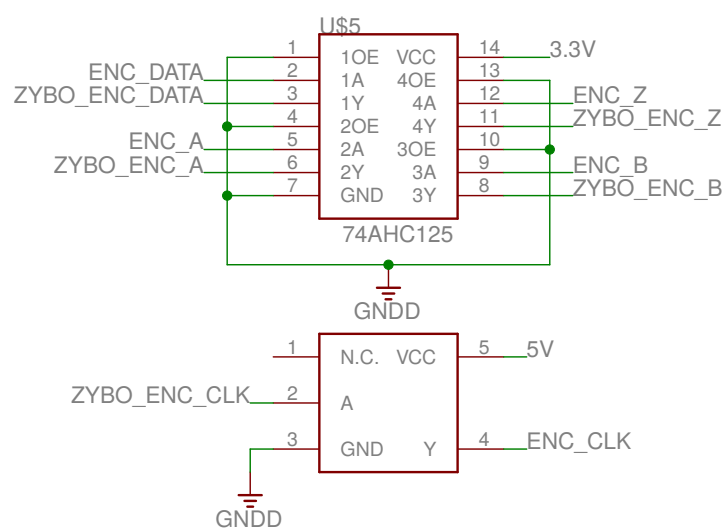 U$5
1 1OE VCC 14 3.3V
ENC_DATA 2 1A 4OE 13
ZYBO_ENC_DATA 3 1Y 4A 12 ENC_Z
4 2OE 4Y 11 ZYBO_ENC_Z
ENC_A 5 2A 3OE 10
ZYBO_ENC_A 6 2Y 3A 9 ENC_B
7 GND 3Y 8 ZYBO_ENC_B
74AHC125
GNDD
1 N.C. VCC 5 5V
ZYBO_ENC_CLK 2 A
3 GND Y 4 ENC_CLK
GNDD